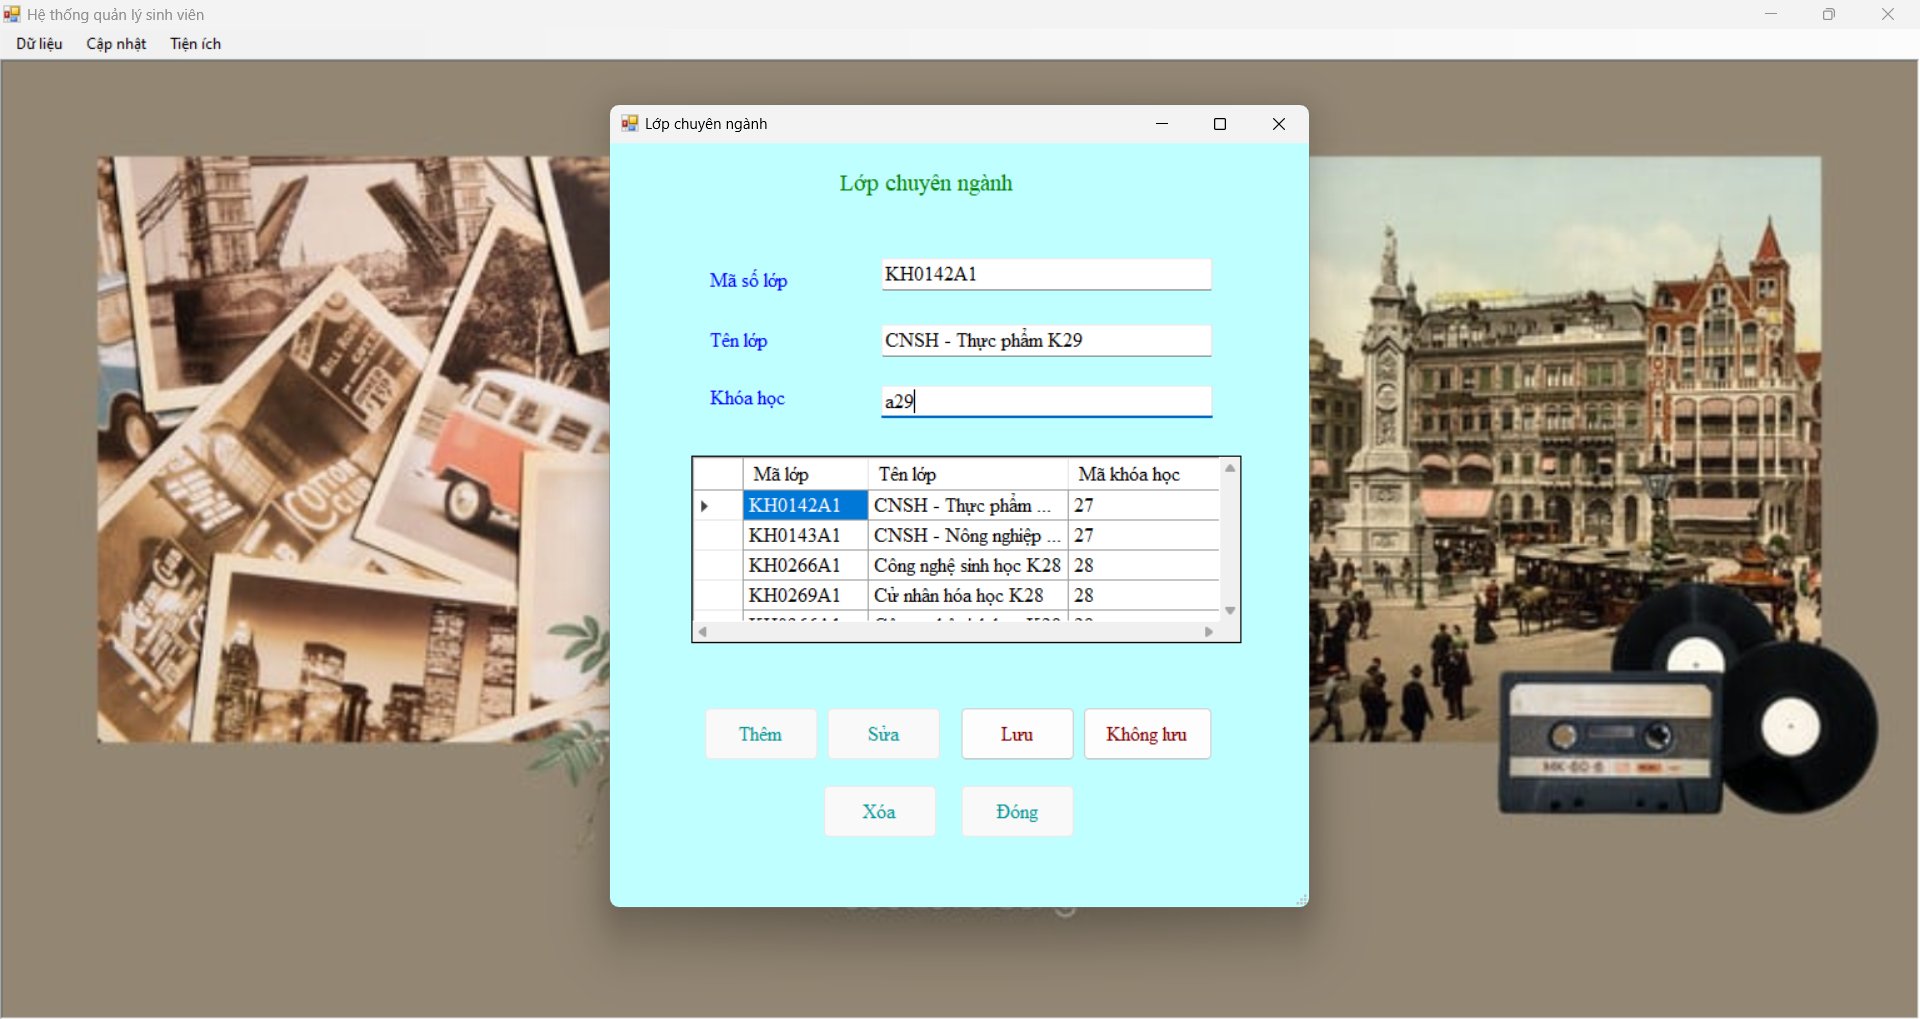 Hệ thống quản lý sinh viên
Dữ liệu Cập nhật Tiện ích
Lớp chuyên ngành
Lớp chuyên ngành
Mã số lớp KH0142A1
Tên lớp CNSH - Thực phẩm K29
Khóa học a29
Mã lớp Tên lớp Mã khóa học
KH0142A1 CNSH - Thực phẩm ... 27
KH0143A1 CNSH - Nông nghiệp ... 27
KH0266A1 Công nghệ sinh học K28 28
KH0269A1 Cử nhân hóa học K28 28
Thêm Sửa Lưu Không lưu
Xóa Đóng
COTTON CLUB